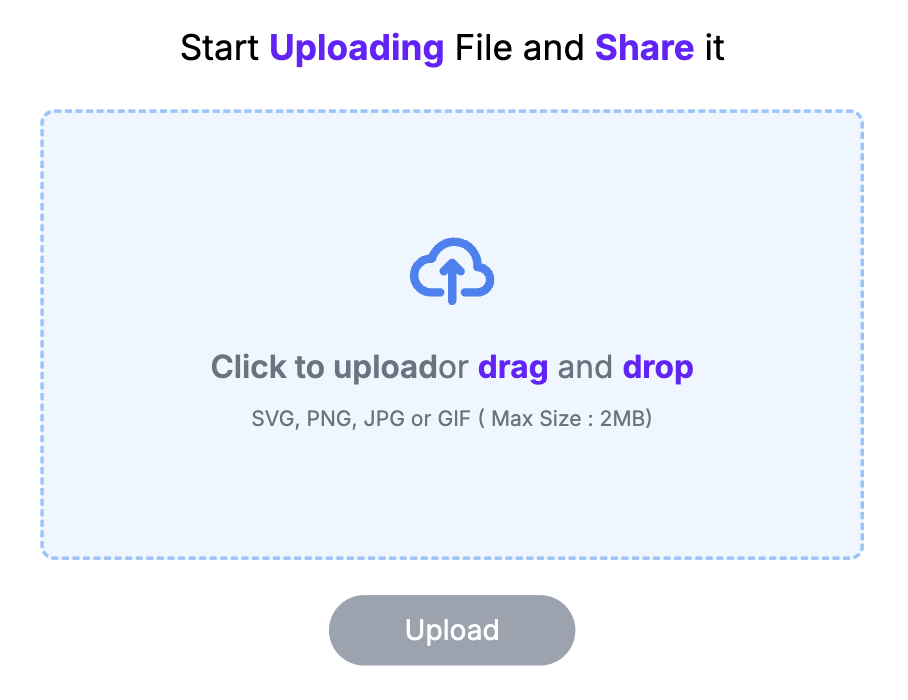 Start Uploading File and Share it
Click to uploador drag and drop
SVG, PNG, JPG or GIF ( Max Size : 2MB)
Upload